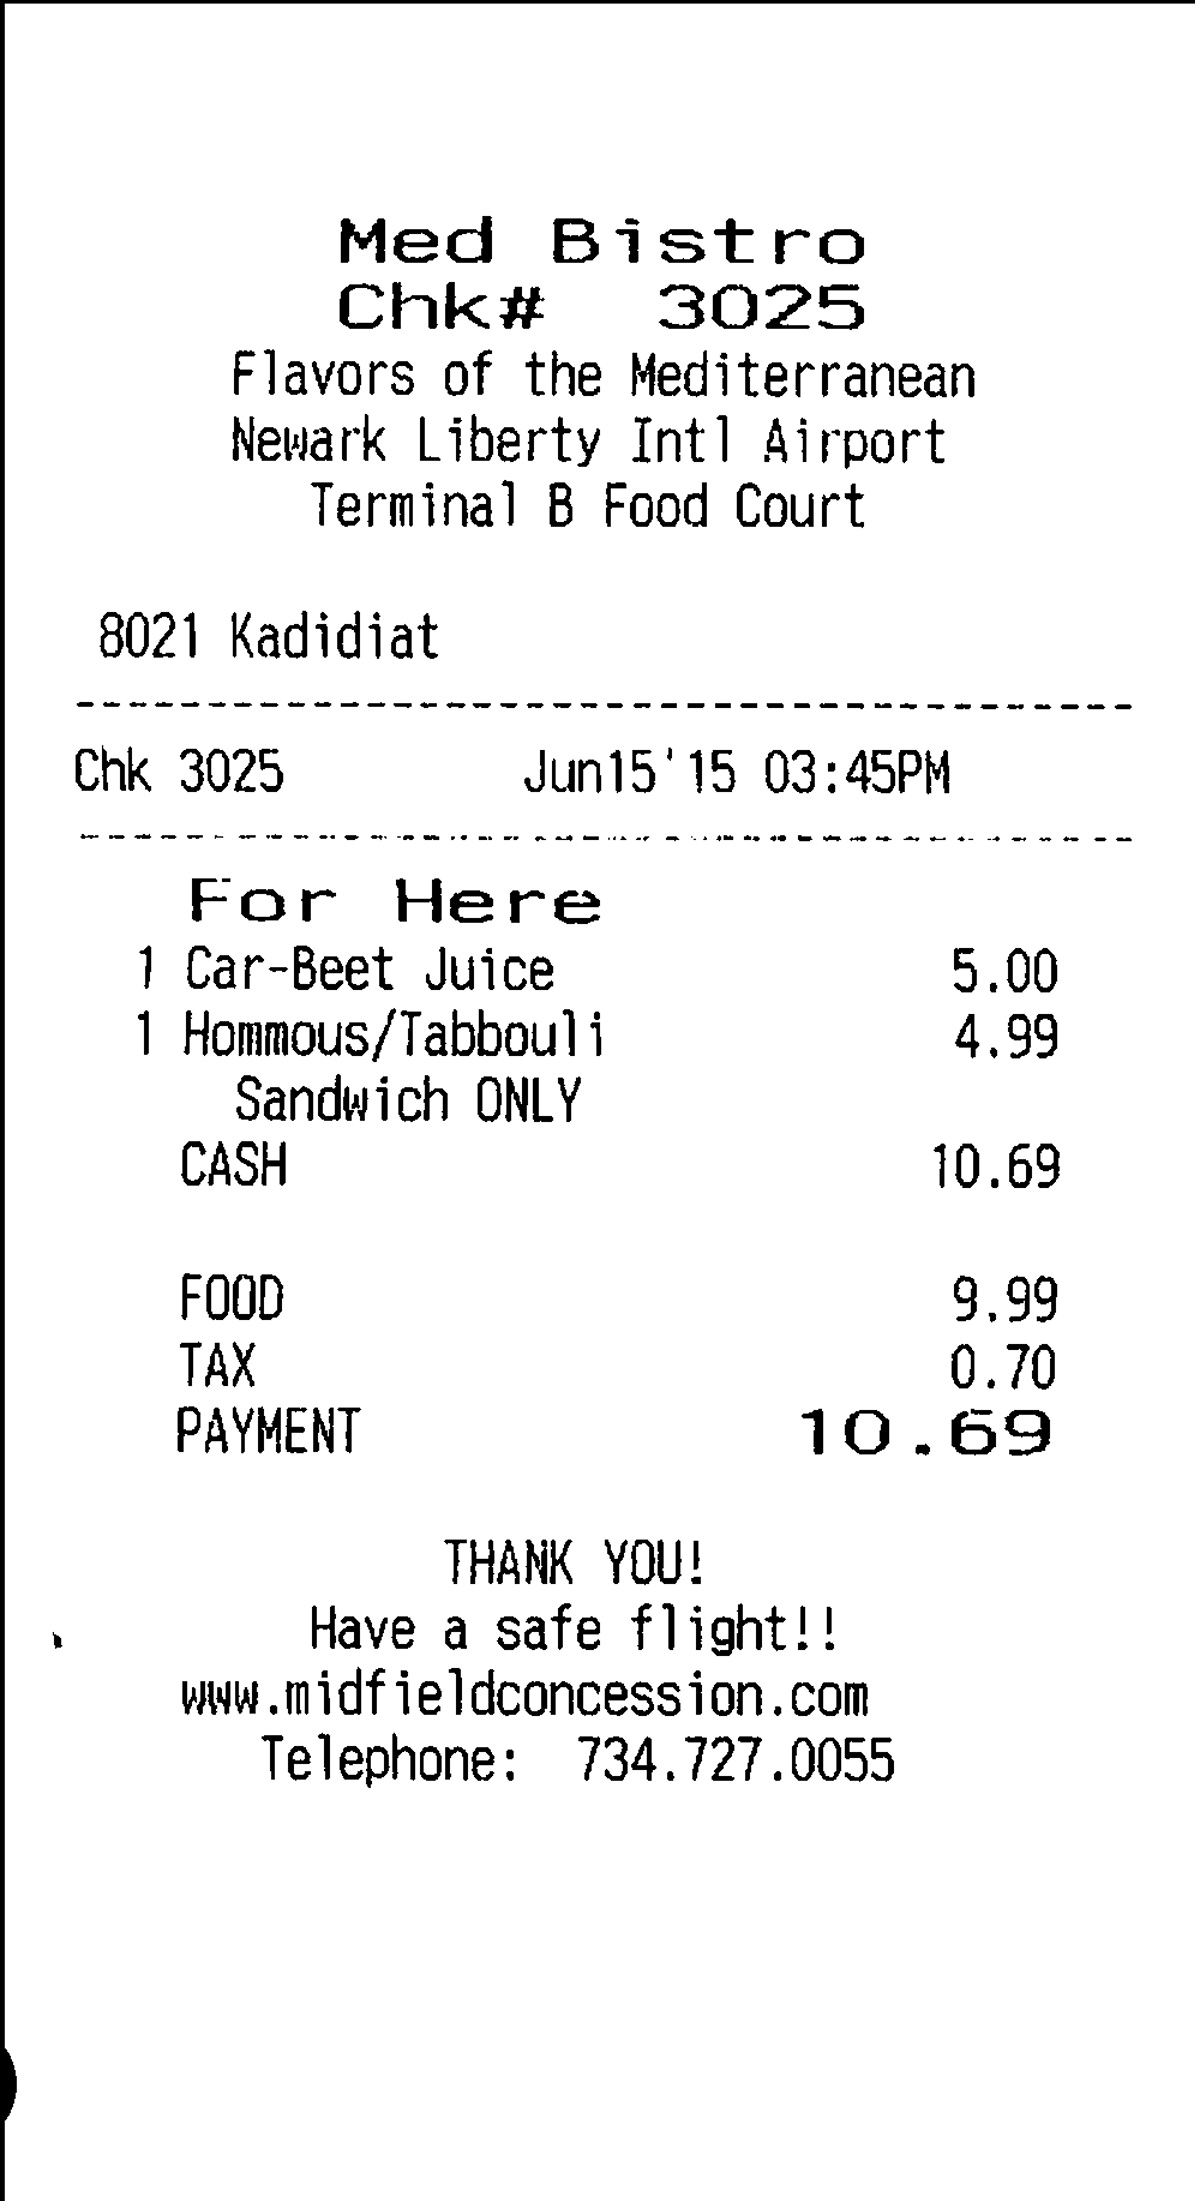 Med Bistro
Chk# 3025
Flavors of the Mediterranean
Newark Liberty Intl Airport
Terminal B Food Court
8021 Kadidiat
----------------------------------------
Chk 3025 Jun15'15 03:45PM
----------------------------------------
For Here
1 Car-Beet Juice 5.00
1 Hommous/Tabbouli 4.99
Sandwich ONLY
CASH 10.69
FOOD 9.99
TAX 0.70
PAYMENT 10.69
THANK YOU!
Have a safe flight!!
www.midfieldconcession.com
Telephone: 734.727.0055